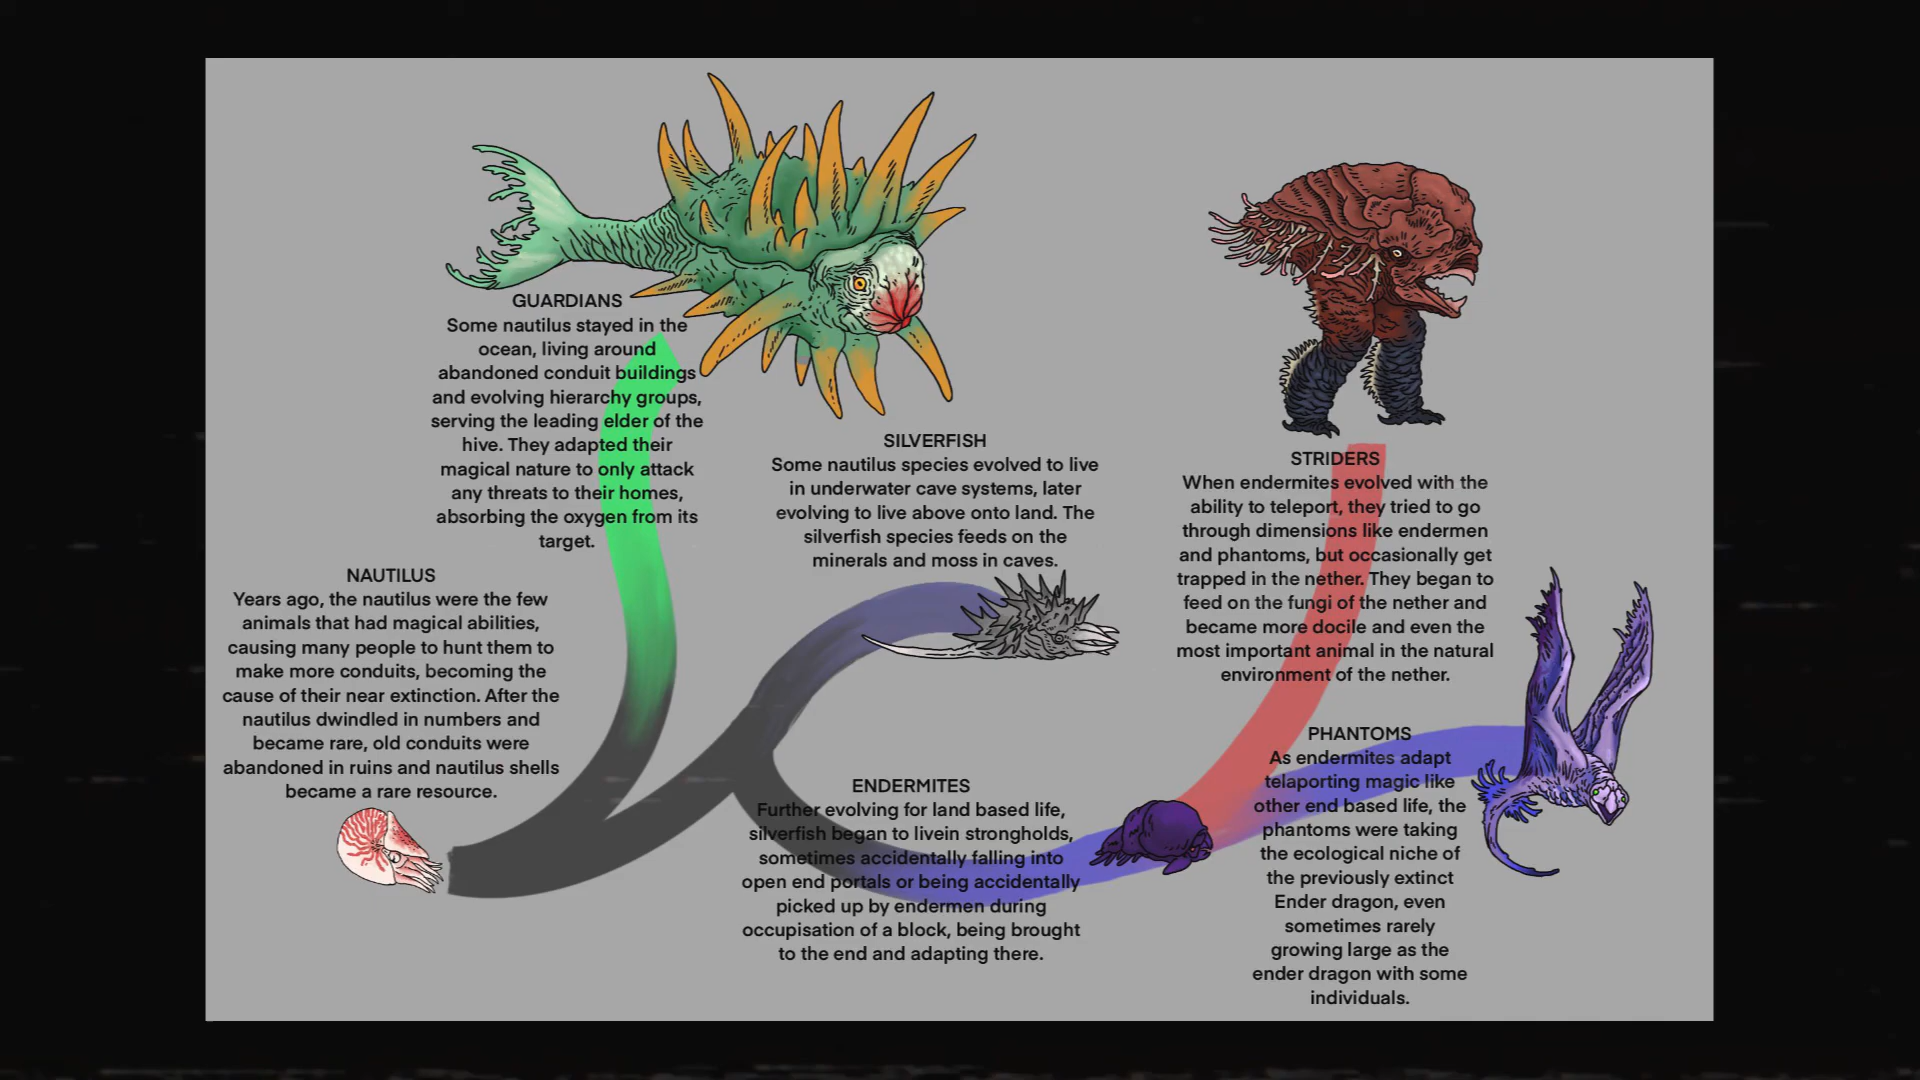 GUARDIANS
Some nautilus stayed in the
ocean, living around
abandoned conduit buildings
and evolving hierarchy groups,
serving the leading elder of the
hive. They adapted their
magical nature to only attack
any threats to their homes,
absorbing the oxygen from its
target.
SILVERFISH
Some nautilus species evolved to live
in underwater cave systems, later
evolving to live above onto land. The
silverfish species feeds on the
minerals and moss in caves.
STRIDERS
When endermites evolved with the
ability to teleport, they tried to go
through dimensions like endermen
and phantoms, but occasionally get
trapped in the nether. They began to
feed on the fungi of the nether and
became more docile and even the
most important animal in the natural
environment of the nether.
NAUTILUS
Years ago, the nautilus were the few
animals that had magical abilities,
causing many people to hunt them to
make more conduits, becoming the
cause of their near extinction. After the
nautilus dwindled in numbers and
became rare, old conduits were
abandoned in ruins and nautilus shells
became a rare resource.
ENDERMITES
Further evolving for land based life,
silverfish began to livein strongholds,
sometimes accidentally falling into
open end portals or being accidentally
picked up by endermen during
occupisation of a block, being brought
to the end and adapting there.
PHANTOMS
As endermites adapt
teleporting magic like
other end based life, the
phantoms were taking
the ecological niche of
the previously extinct
Ender dragon, even
sometimes rarely
growing large as the
ender dragon with some
individuals.